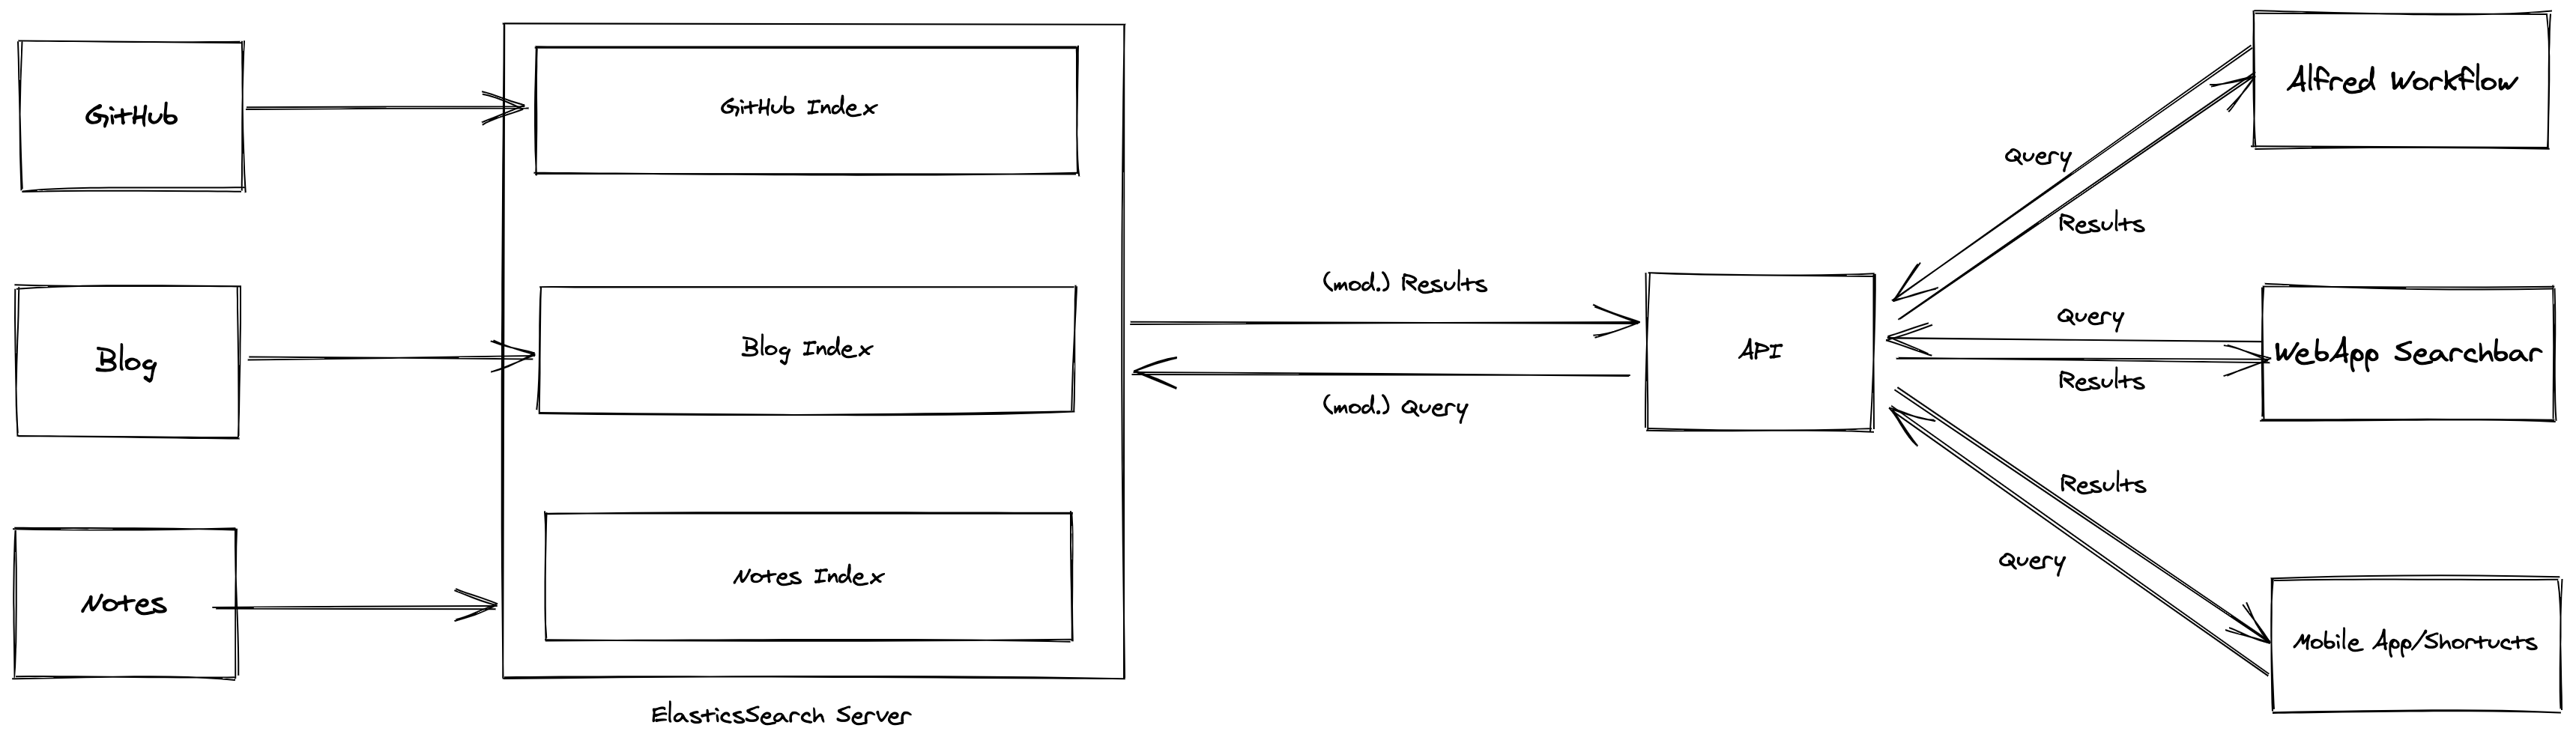 GitHub
GitHub Index
Alfred Workflow
Query
Results
(mod.) Results
Blog
Blog Index
API
Query
WebApp Searchbar
Results
(mod.) Query
Results
Query
Notes
Notes Index
Mobile App/Shortucts
ElasticsSearch Server